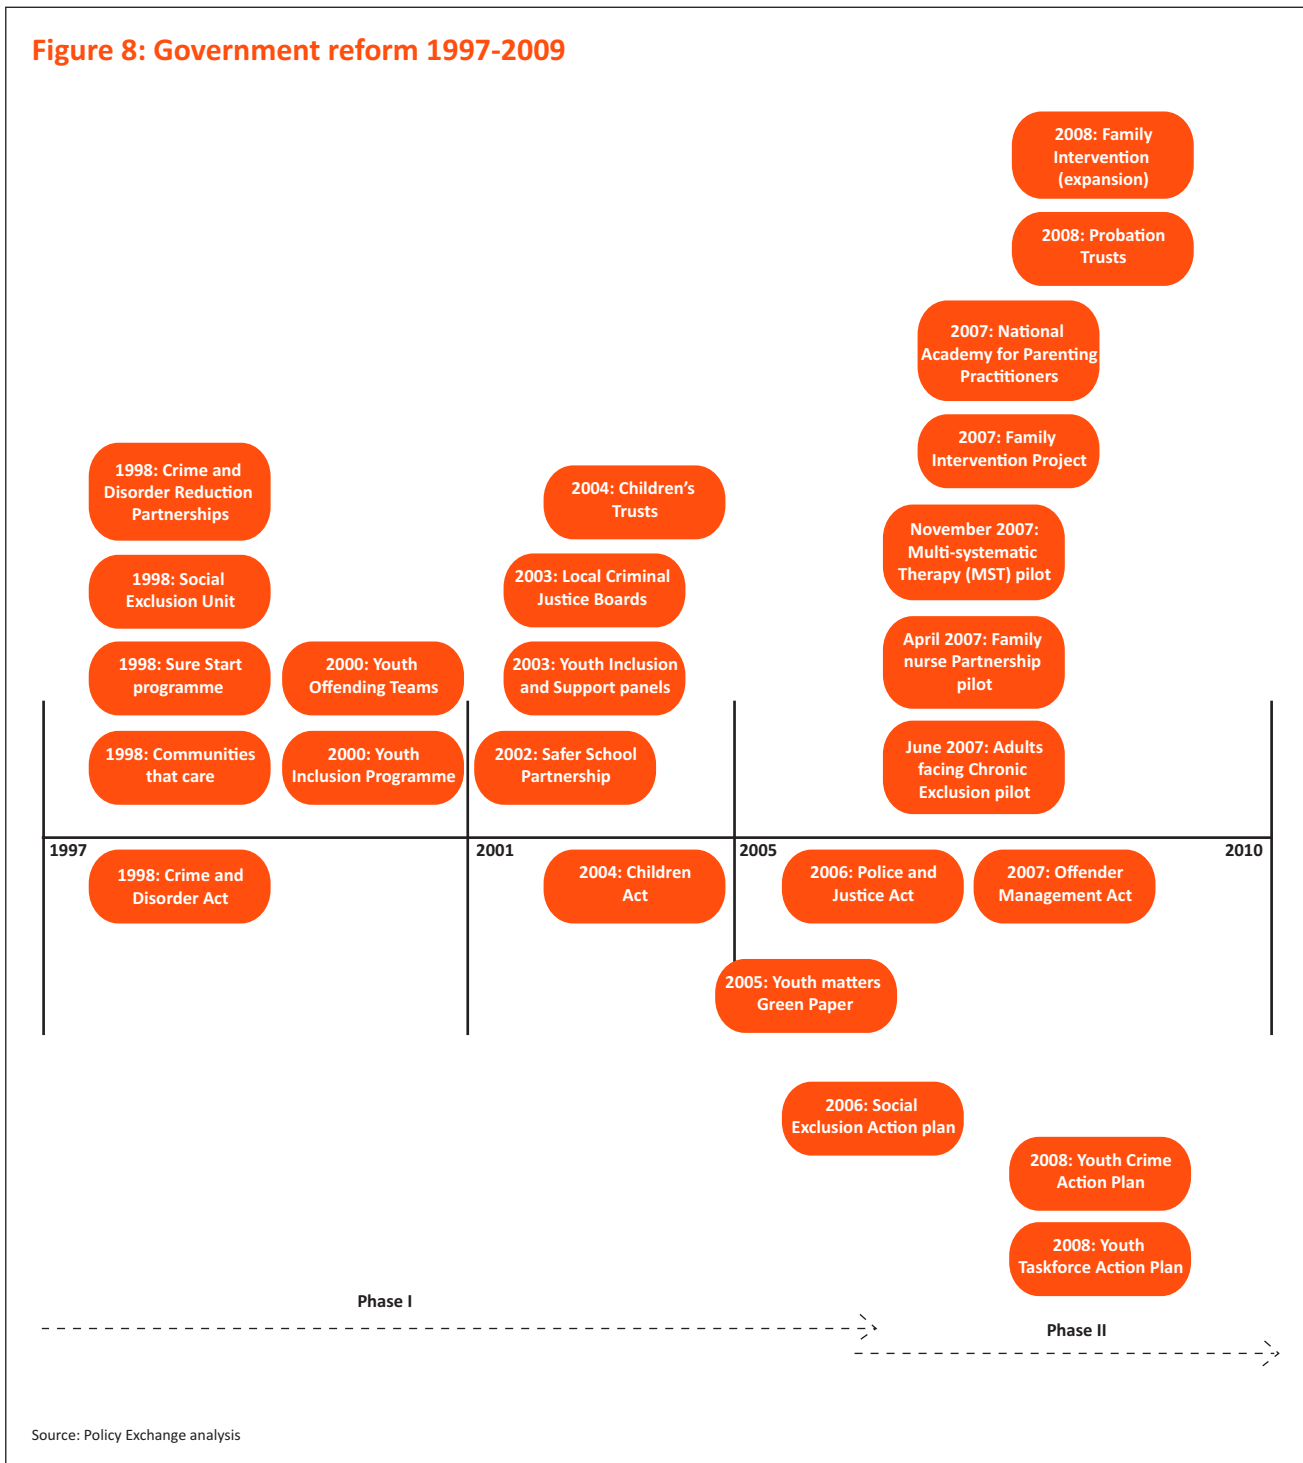 Figure 8: Government reform 1997-2009
2008: Family
Intervention
(expansion)
2008: Probation
Trusts
2007: National
Academy for Parenting
Practitioners
2007: Family
Intervention Project
1998: Crime and
Disorder Reduction
Partnerships
2004: Children’s
Trusts
November 2007:
Multi-systematic
Therapy (MST) pilot
1998: Social
Exclusion Unit
2003: Local Criminal
Justice Boards
1998: Sure Start
programme
2000: Youth
Offending Teams
2003: Youth Inclusion
and Support panels
April 2007: Family
nurse Partnership
pilot
1998: Communities
that care
2000: Youth
Inclusion Programme
2002: Safer School
Partnership
June 2007: Adults
facing Chronic
Exclusion pilot
1997
2001
2005
2010
1998: Crime and
Disorder Act
2004: Children
Act
2006: Police and
Justice Act
2007: Offender
Management Act
2005: Youth matters
Green Paper
2006: Social
Exclusion Action plan
2008: Youth Crime
Action Plan
2008: Youth
Taskforce Action Plan
Phase I
Phase II
Source: Policy Exchange analysis